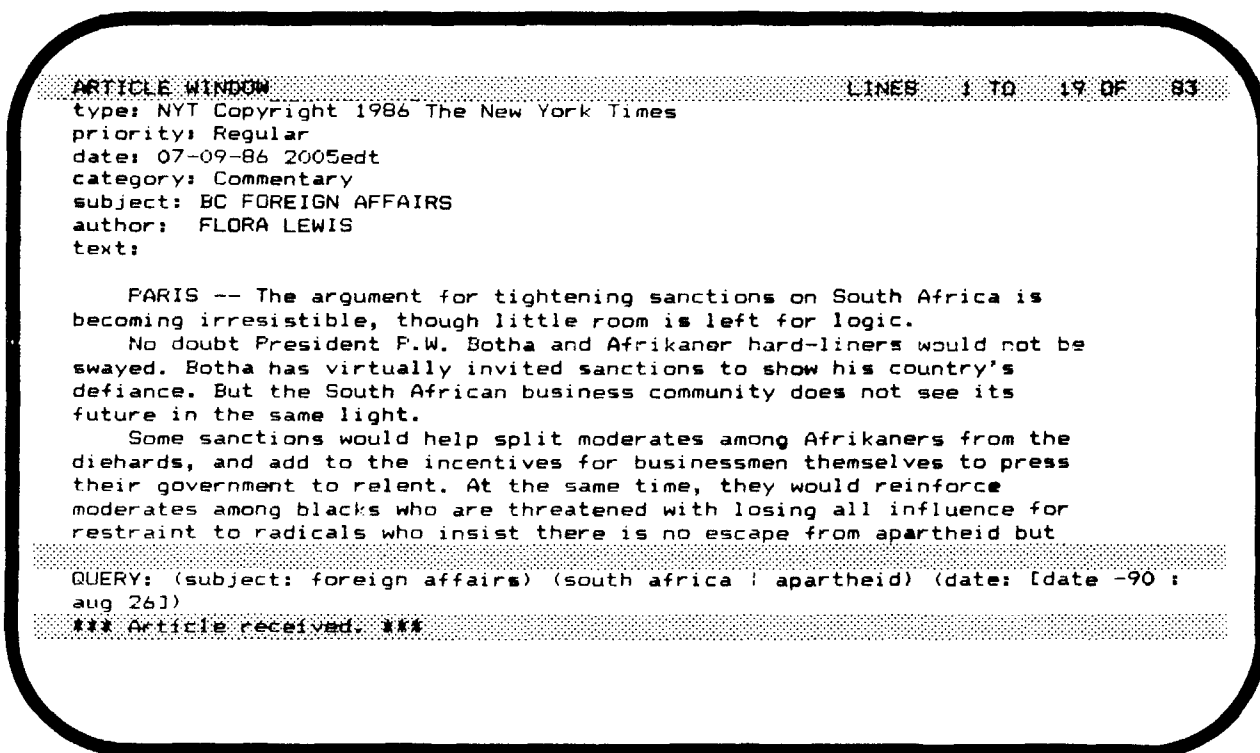 ARTICLE WINDOW LINES 1 TO 19 OF 83
type: NYT Copyright 1986 The New York Times
priority: Regular
date: 07-09-86 2005edt
category: Commentary
subject: BC FOREIGN AFFAIRS
author: FLORA LEWIS
text:
PARIS -- The argument for tightening sanctions on South Africa is
becoming irresistible, though little room is left for logic.
No doubt President P.W. Botha and Afrikaner hard-liners would not be
swayed. Botha has virtually invited sanctions to show his country's
defiance. But the South African business community does not see its
future in the same light.
Some sanctions would help split moderates among Afrikaners from the
diehards, and add to the incentives for businessmen themselves to press
their government to relent. At the same time, they would reinforce
moderates among blacks who are threatened with losing all influence for
restraint to radicals who insist there is no escape from apartheid but
QUERY: (subject: foreign affairs) (south africa | apartheid) (date: [date -90 :
aug 26])
*** Article received. ***